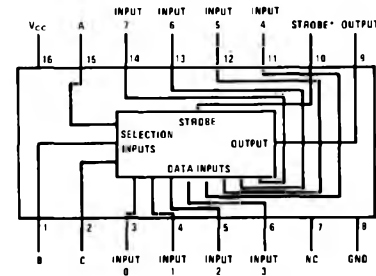 INPUT INPUT INPUT INPUT
VCC A 7 6 5 4 STROBE* OUTPUT
16 15 14 13 12 11 10 9
STROBE
SELECTION
INPUTS
OUTPUT
DATA INPUTS
1 2 3 4 5 6 7 8
B C INPUT INPUT INPUT INPUT NC GND
0 1 2 3